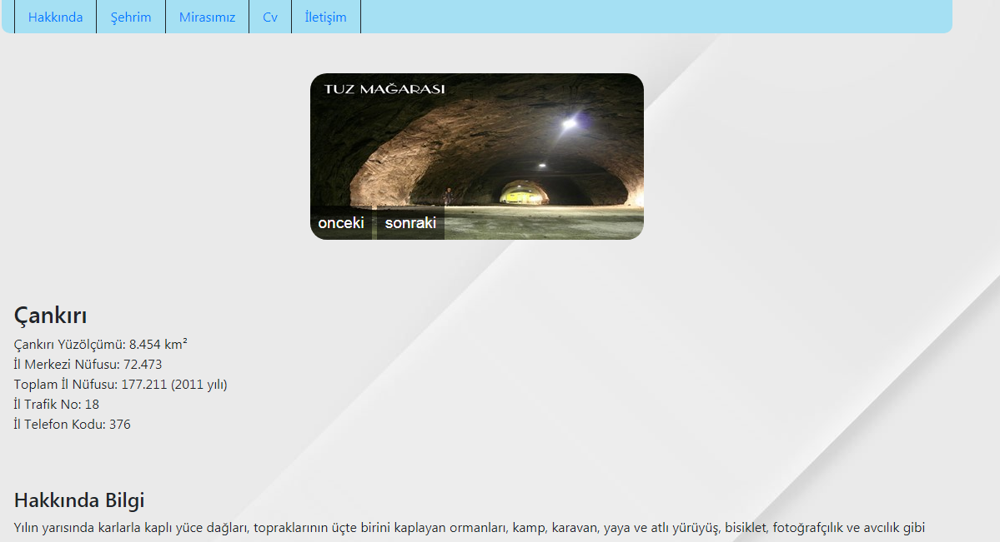 Hakkında Şehrim Mirasımız Cv İletişim
TUZ MAĞARASI
onceki sonraki
Çankırı
Çankırı Yüzölçümü: 8.454 km²
İl Merkezi Nüfusu: 72.473
Toplam İl Nüfusu: 177.211 (2011 yılı)
İl Trafik No: 18
İl Telefon Kodu: 376
Hakkında Bilgi
Yılın yarısında karlarla kaplı yüce dağları, topraklarının üçte birini kaplayan ormanları, kamp, karavan, yaya ve atlı yürüyüş, bisiklet, fotoğrafçılık ve avcılık gibi